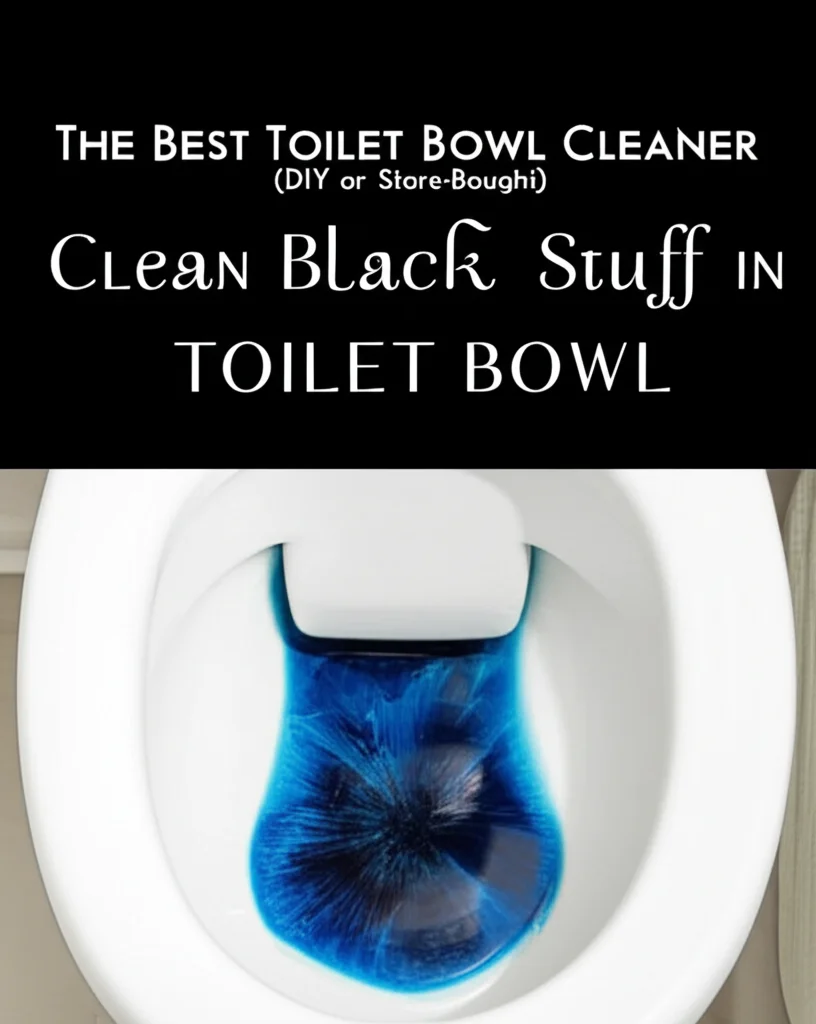 The Best Toilet Bowl Cleaner
(DIY or Store-Boughi)
Clean Black Stuff in
TOILET BOWL